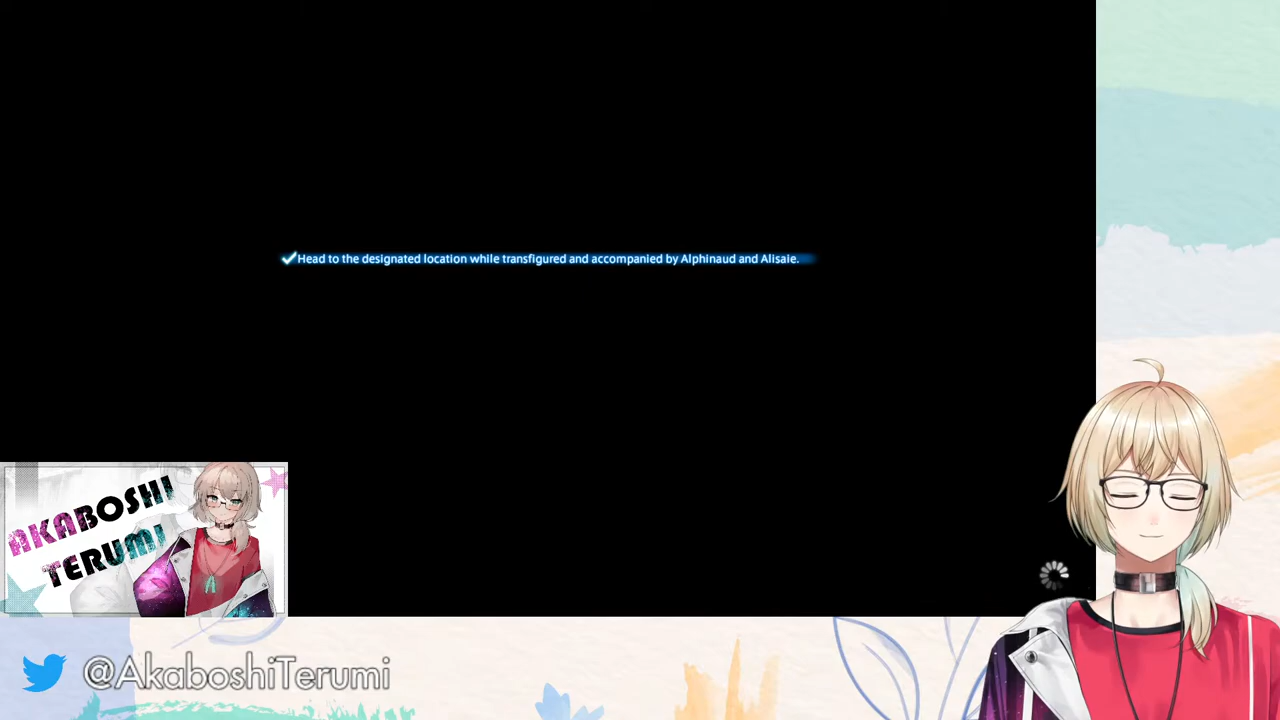 Head to the designated location while transfigured and accompanied by Alphinaud and Alisaie.
AKABOSHI
TERUMI
@AkaboshiTerumi